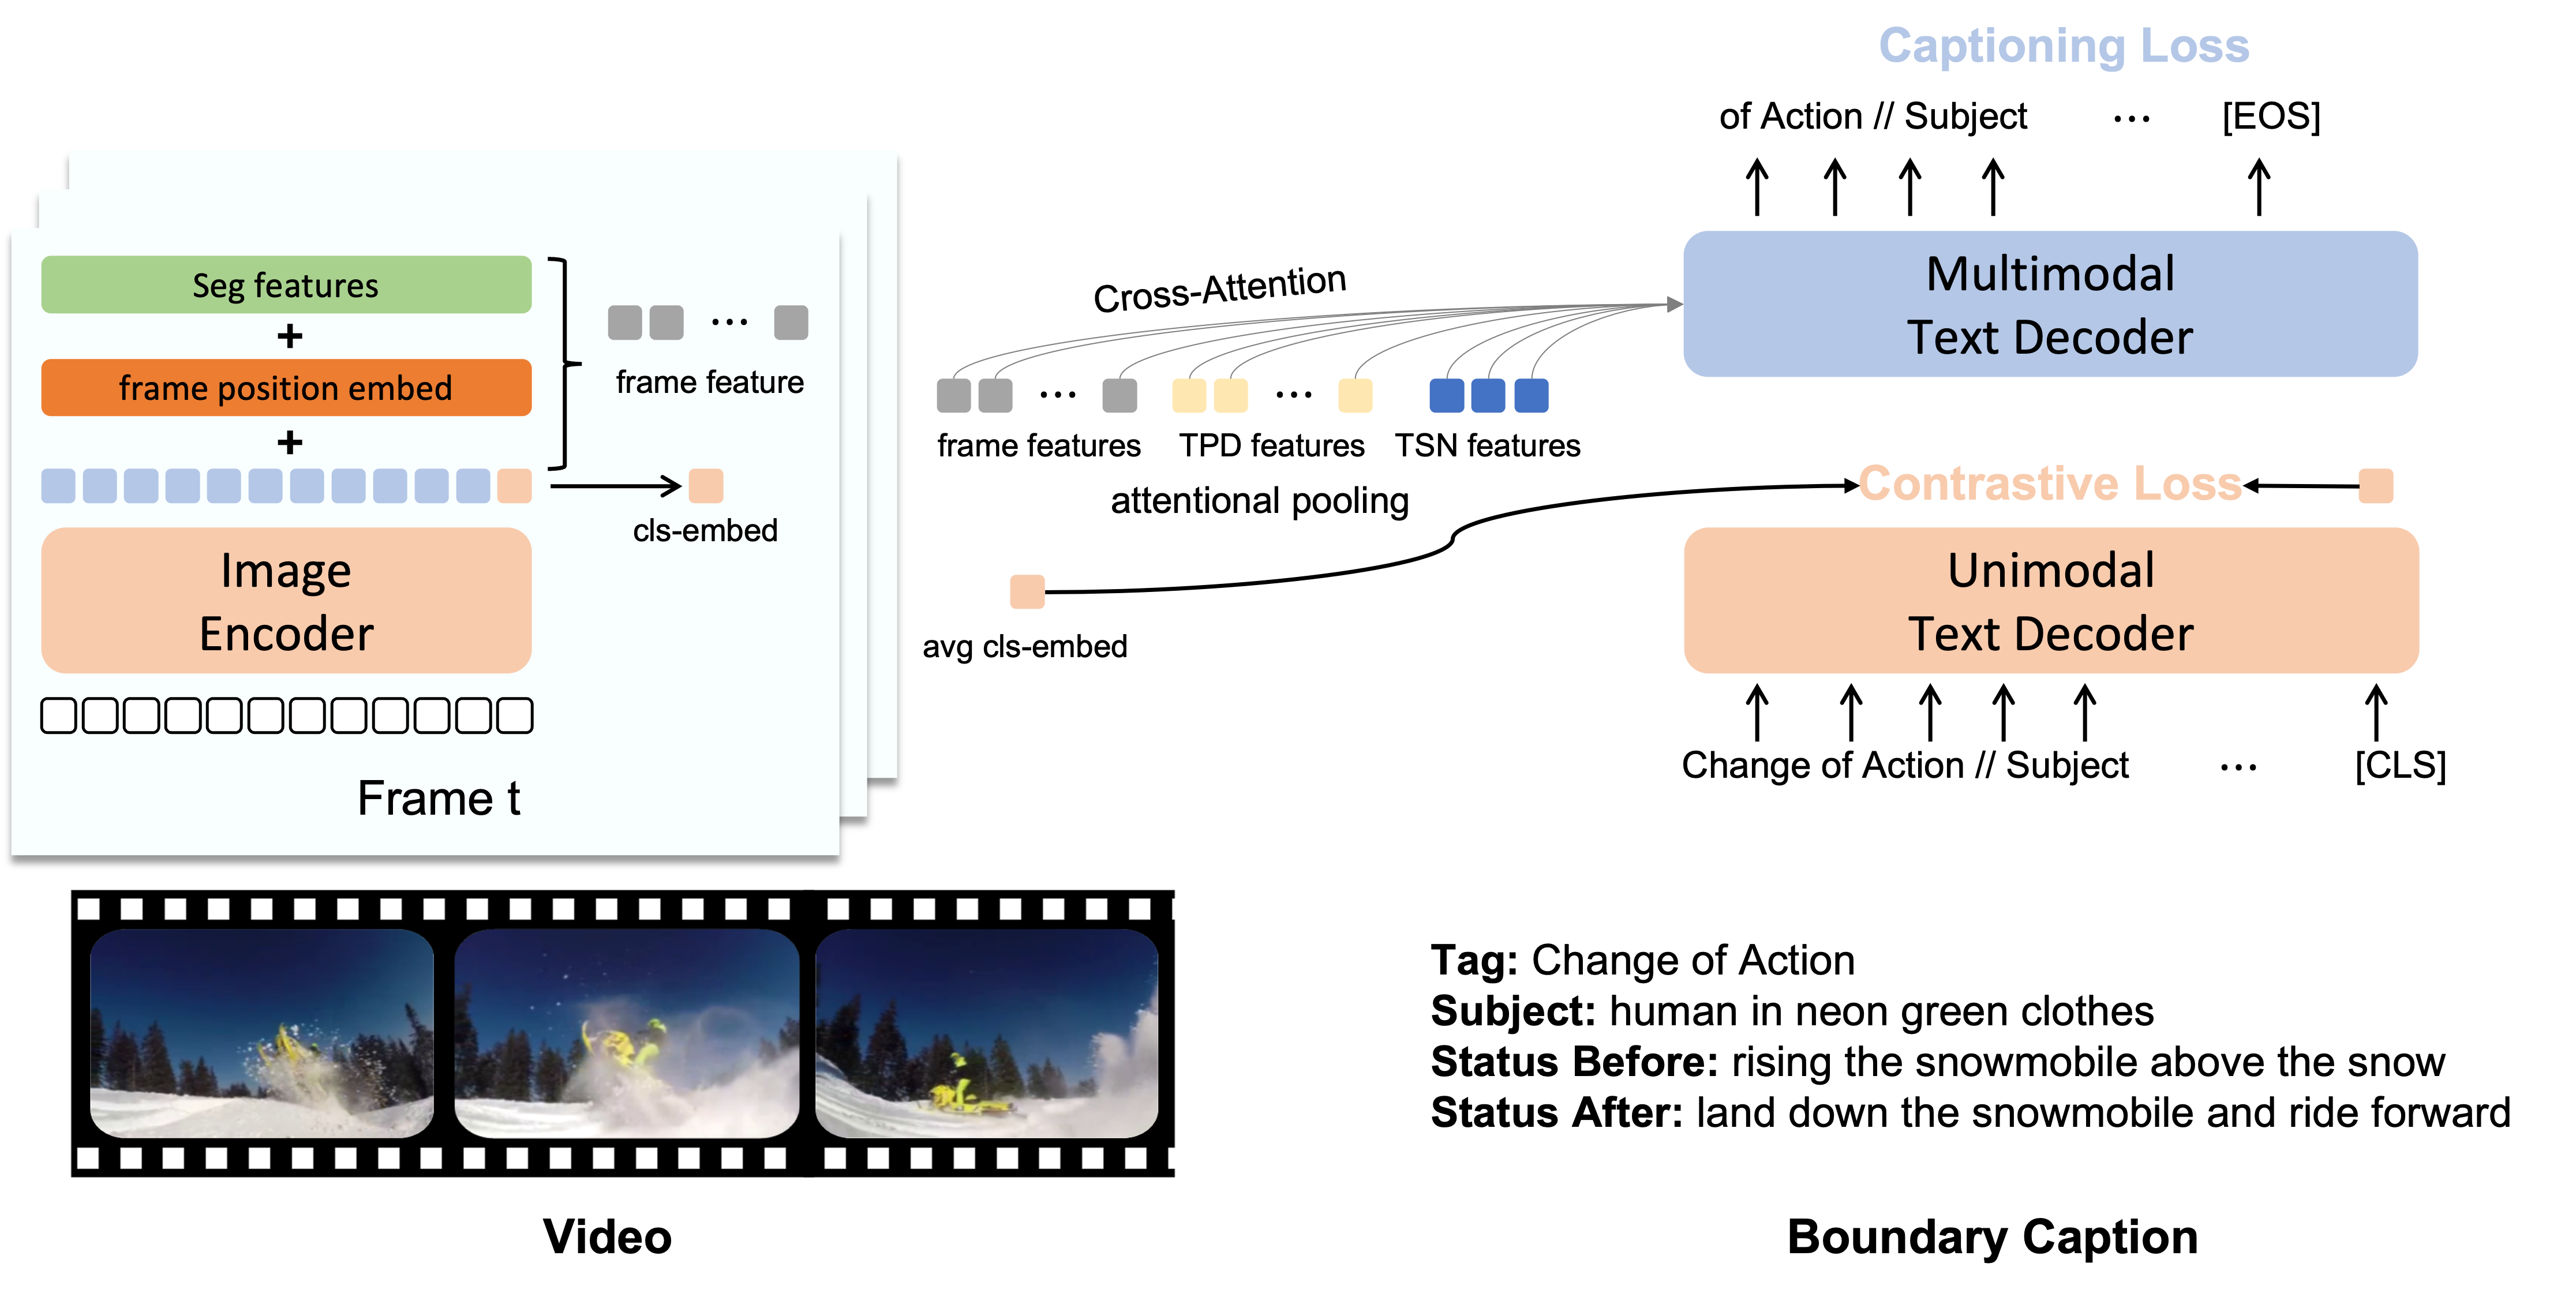 Captioning Loss
of Action // Subject ... [EOS]
Multimodal
Text Decoder
Seg features
+
frame position embed
+
... frame feature
cls-embed
Image
Encoder
Frame t
Cross-Attention
... ...
frame features TPD features TSN features
attentional pooling
avg cls-embed
Contrastive Loss
Unimodal
Text Decoder
Change of Action // Subject ... [CLS]
Video
Tag: Change of Action
Subject: human in neon green clothes
Status Before: rising the snowmobile above the snow
Status After: land down the snowmobile and ride forward
Boundary Caption